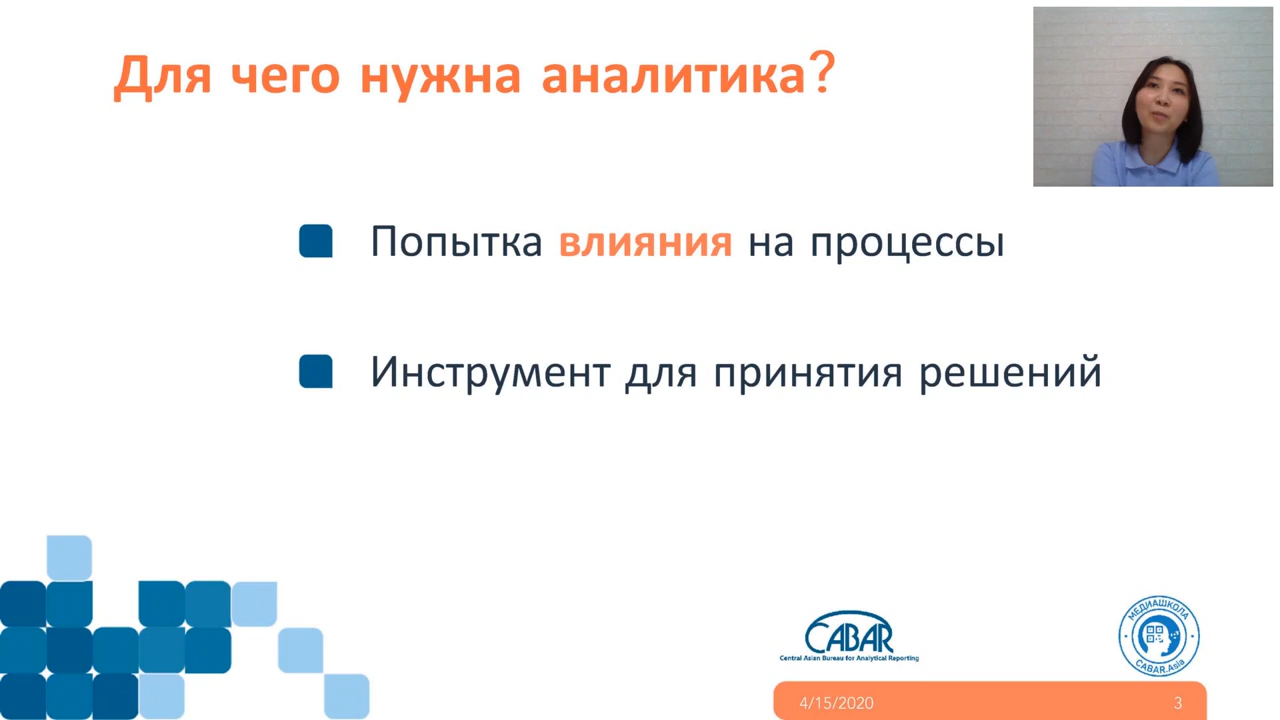 Для чего нужна аналитика?
Попытка влияния на процессы
Инструмент для принятия решений
CABAR
Central Asian Bureau for Analytical Reporting
МЕДИАШКОЛА
CABAR.Asia
4/15/2020
3